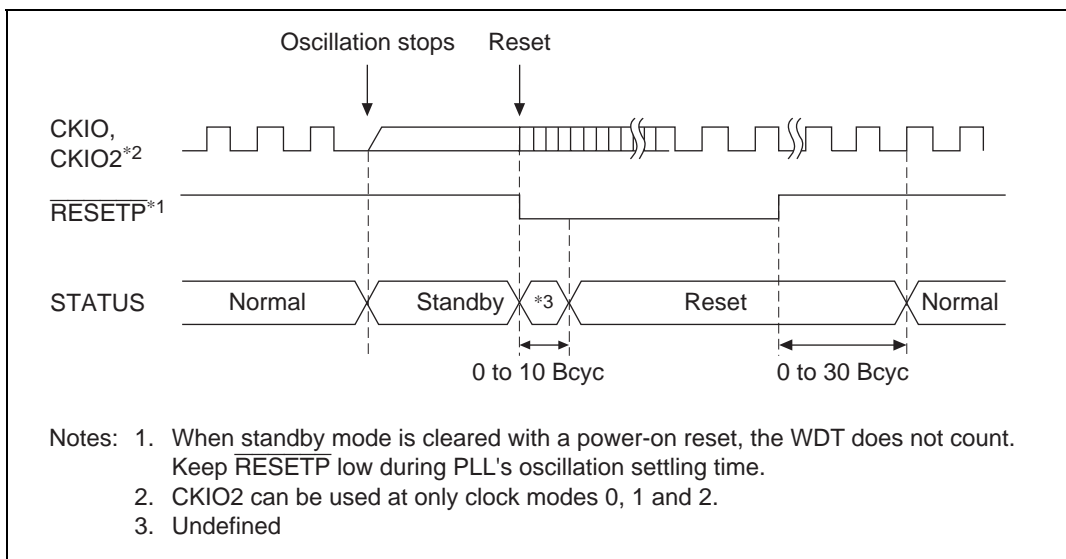 Oscillation stops Reset
CKIO,
CKIO2*2
RESETP*1
STATUS Normal Standby *3 Reset Normal
0 to 10 Bcyc 0 to 30 Bcyc
Notes: 1. When standby mode is cleared with a power-on reset, the WDT does not count.
Keep RESETP low during PLL's oscillation settling time.
2. CKIO2 can be used at only clock modes 0, 1 and 2.
3. Undefined